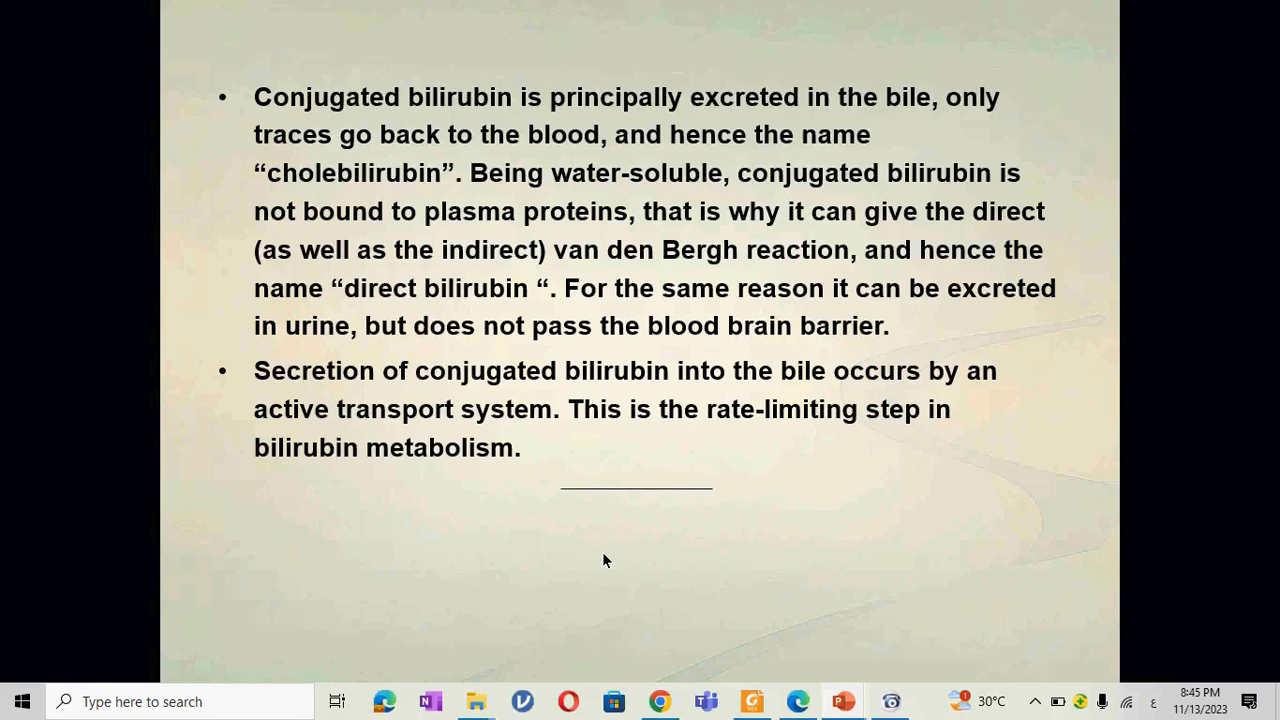 • Conjugated bilirubin is principally excreted in the bile, only
traces go back to the blood, and hence the name
“cholebilirubin”. Being water-soluble, conjugated bilirubin is
not bound to plasma proteins, that is why it can give the direct
(as well as the indirect) van den Bergh reaction, and hence the
name “direct bilirubin “. For the same reason it can be excreted
in urine, but does not pass the blood brain barrier.
• Secretion of conjugated bilirubin into the bile occurs by an
active transport system. This is the rate-limiting step in
bilirubin metabolism.
Type here to search
30°C
ع
8:45 PM
11/13/2023